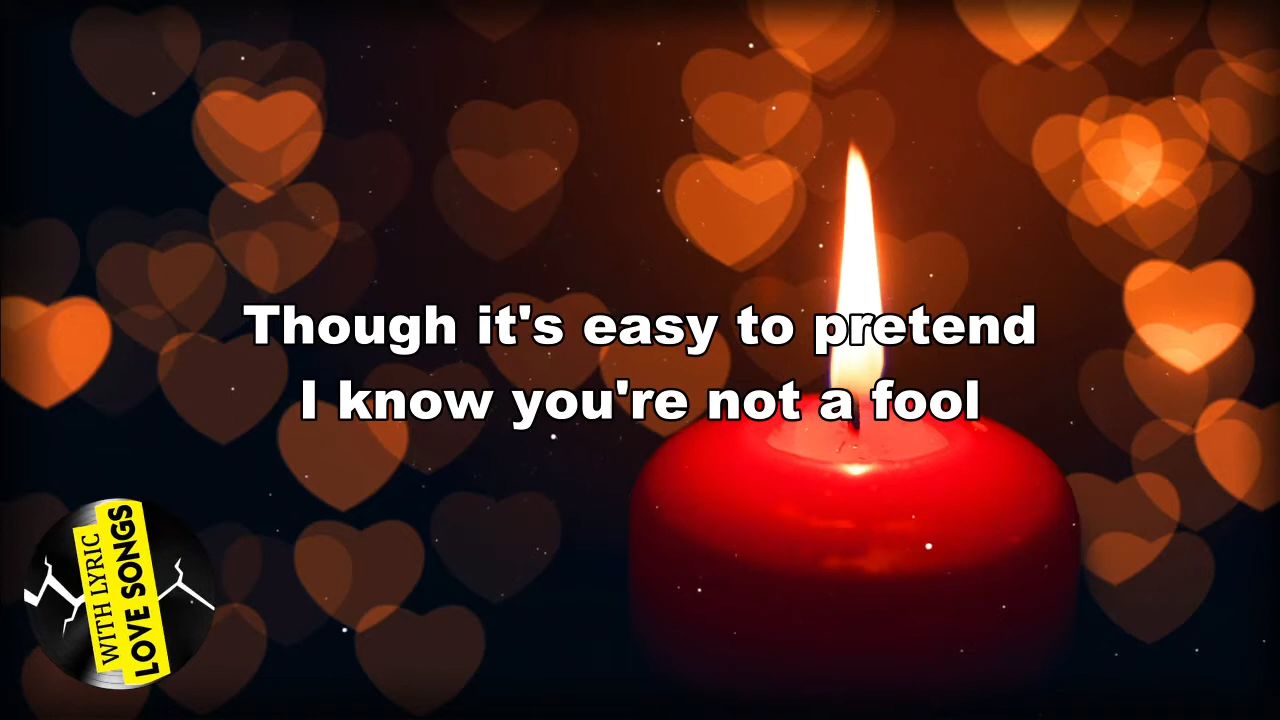 Though it's easy to pretend
I know you're not a fool
WITH LYRIC
LOVE SONGS